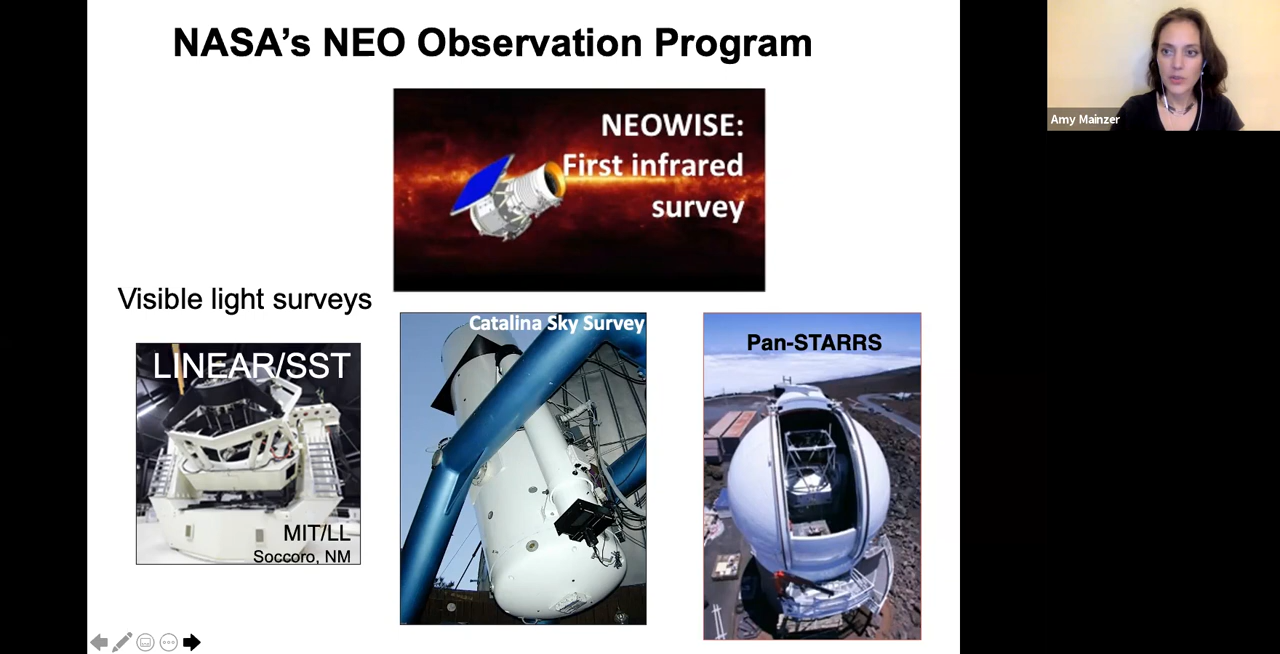 NASA's NEO Observation Program
Amy Mainzer
NEOWISE:
First infrared
survey
Visible light surveys
LINEAR/SST
MIT/LL
Soccoro, NM
Catalina Sky Survey
Pan-STARRS